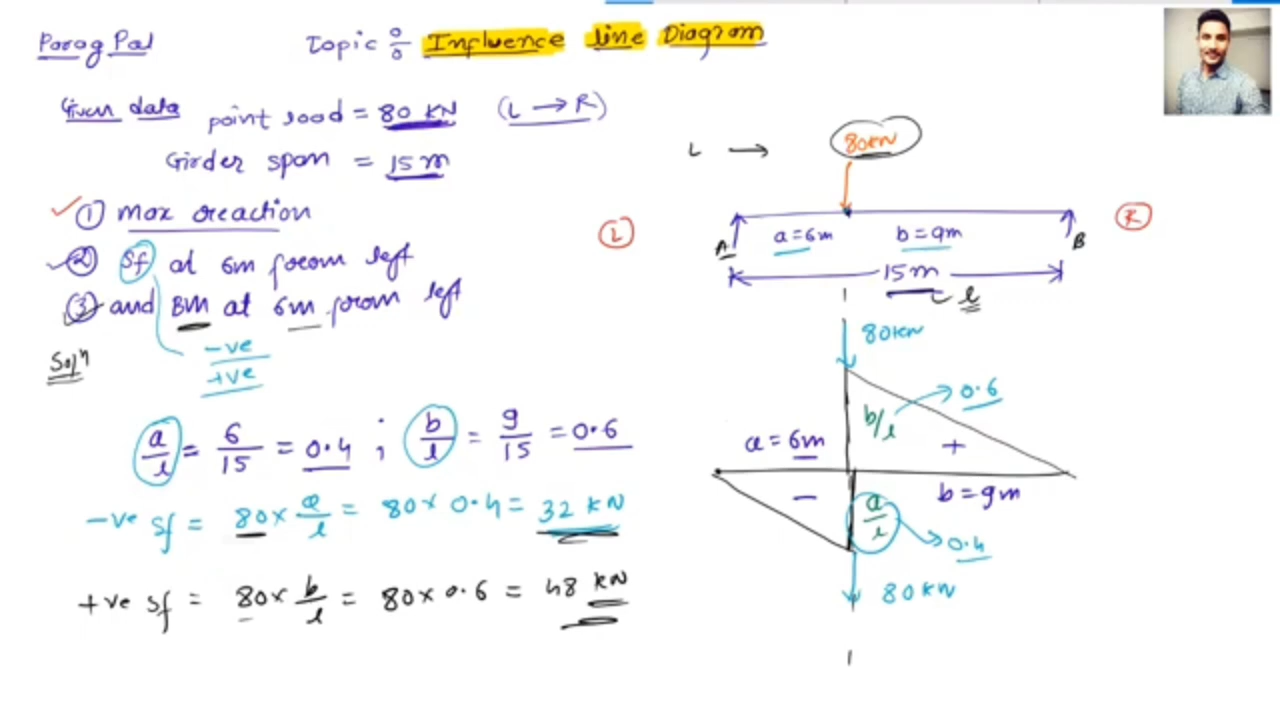 Parag Pal
Topic : Influence line Diagram
Given data
point load = 80 KN (L → R)
Girder span = 15 m
① max reaction
② Sf at 6m from left
③ and BM at 6m from left
-ve
+ve
Solⁿ
a/l = 6/15 = 0.4 ; b/l = 9/15 = 0.6
-ve Sf = 80 × a/l = 80 × 0.4 = 32 KN
+ve Sf = 80 × b/l = 80 × 0.6 = 48 KN
L →
80KN
L
R
A
a = 6m
b = 9m
B
15 m
l
80KN
b/l
0.6
a = 6m
+
-
b = 9m
a/l
0.4
80 KN